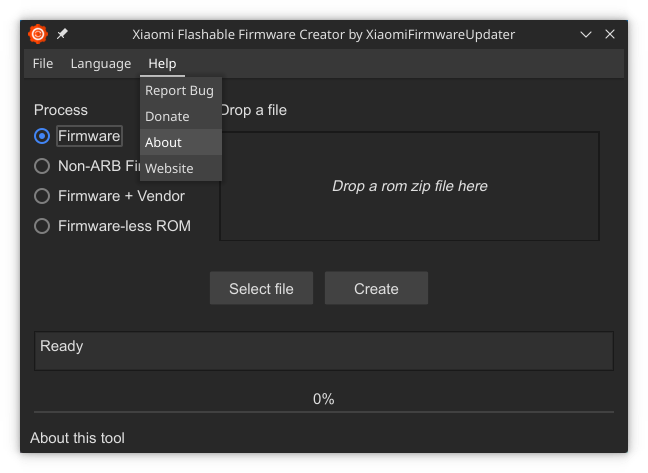 Xiaomi Flashable Firmware Creator by XiaomiFirmwareUpdater
File Language Help
Report Bug
Donate
About
Website
Process
Firmware
Non-ARB Fi
Firmware + Vendor
Firmware-less ROM
Drop a file
Drop a rom zip file here
Select file Create
Ready
0%
About this tool